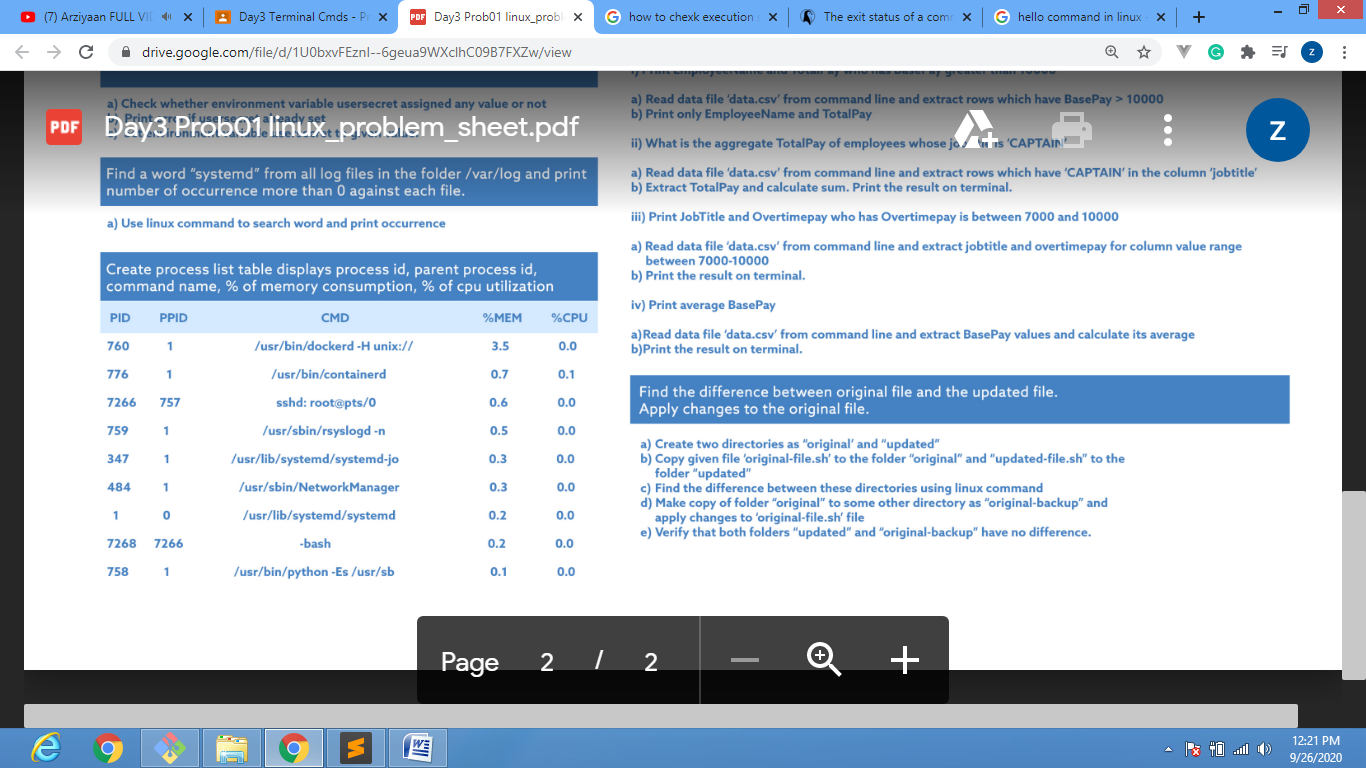 (7) Arziyaan FULL VI
Day3 Terminal Cmds - P
Day3 Prob01 linux_probl
how to chexk execution s
The exit status of a com
hello command in linux
drive.google.com/file/d/1U0bxvFEznI--6geua9WXclhC09B7FXZw/view
Z
PDF
Day3 Prob01 linux_problem_sheet.pdf
Z
a) Check whether environment variable usersecret assigned any value or not
Find a word “systemd” from all log files in the folder /var/log and print
number of occurrence more than 0 against each file.
a) Use linux command to search word and print occurrence
Create process list table displays process id, parent process id,
command name, % of memory consumption, % of cpu utilization
PID PPID CMD %MEM %CPU
760 1 /usr/bin/dockerd -H unix:// 3.5 0.0
776 1 /usr/bin/containerd 0.7 0.1
7266 757 sshd: root@pts/0 0.6 0.0
759 1 /usr/sbin/rsyslogd -n 0.5 0.0
347 1 /usr/lib/systemd/systemd-jo 0.3 0.0
484 1 /usr/sbin/NetworkManager 0.3 0.0
1 0 /usr/lib/systemd/systemd 0.2 0.0
7268 7266 -bash 0.2 0.0
758 1 /usr/bin/python -Es /usr/sb 0.1 0.0
i) Print EmployeeName and TotalPay who has BasePay greater than 10000
a) Read data file ‘data.csv’ from command line and extract rows which have BasePay > 10000
b) Print only EmployeeName and TotalPay
ii) What is the aggregate TotalPay of employees whose is ‘CAPTAIN’
a) Read data file ‘data.csv’ from command line and extract rows which have ‘CAPTAIN’ in the column ‘jobtitle’
b) Extract TotalPay and calculate sum. Print the result on terminal.
iii) Print JobTitle and Overtimepay who has Overtimepay is between 7000 and 10000
a) Read data file ‘data.csv’ from command line and extract jobtitle and overtimepay for column value range
between 7000-10000
b) Print the result on terminal.
iv) Print average BasePay
a)Read data file ‘data.csv’ from command line and extract BasePay values and calculate its average
b)Print the result on terminal.
Find the difference between original file and the updated file.
Apply changes to the original file.
a) Create two directories as “original’ and “updated”
b) Copy given file ‘original-file.sh’ to the folder “original” and “updated-file.sh” to the
folder “updated”
c) Find the difference between these directories using linux command
d) Make copy of folder “original” to some other directory as “original-backup” and
apply changes to ‘original-file.sh’ file
e) Verify that both folders “updated” and “original-backup” have no difference.
Page 2 / 2
12:21 PM
9/26/2020